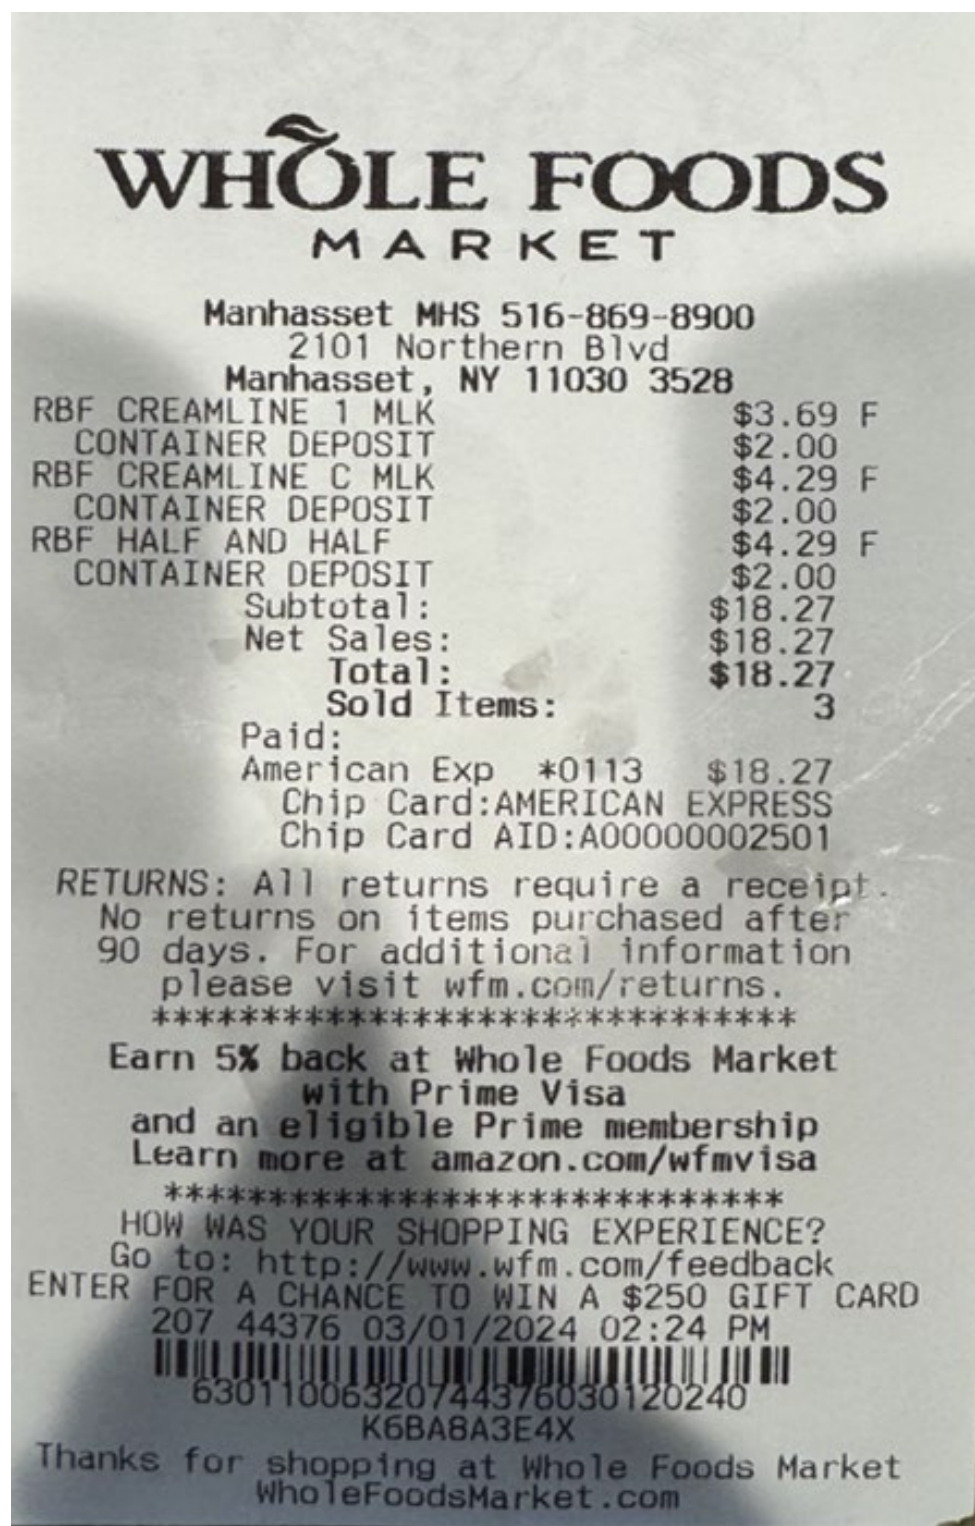 WHOLE FOODS
MARKET
Manhasset MHS 516-869-8900
2101 Northern Blvd
Manhasset, NY 11030 3528
RBF CREAMLINE 1 MLK $3.69 F
CONTAINER DEPOSIT $2.00
RBF CREAMLINE C MLK $4.29 F
CONTAINER DEPOSIT $2.00
RBF HALF AND HALF $4.29 F
CONTAINER DEPOSIT $2.00
Subtotal: $18.27
Net Sales: $18.27
Total: $18.27
Sold Items: 3
Paid:
American Exp *0113 $18.27
Chip Card:AMERICAN EXPRESS
Chip Card AID:A00000002501
RETURNS: All returns require a receipt.
No returns on items purchased after
90 days. For additional information
please visit wfm.com/returns.
******************************
Earn 5% back at Whole Foods Market
with Prime Visa
and an eligible Prime membership
Learn more at amazon.com/wfmvisa
******************************
HOW WAS YOUR SHOPPING EXPERIENCE?
Go to: http://www.wfm.com/feedback
ENTER FOR A CHANCE TO WIN A $250 GIFT CARD
207 44376 03/01/2024 02:24 PM
63011006320744376030120240
K6BA8A3E4X
Thanks for shopping at Whole Foods Market
WholeFoodsMarket.com